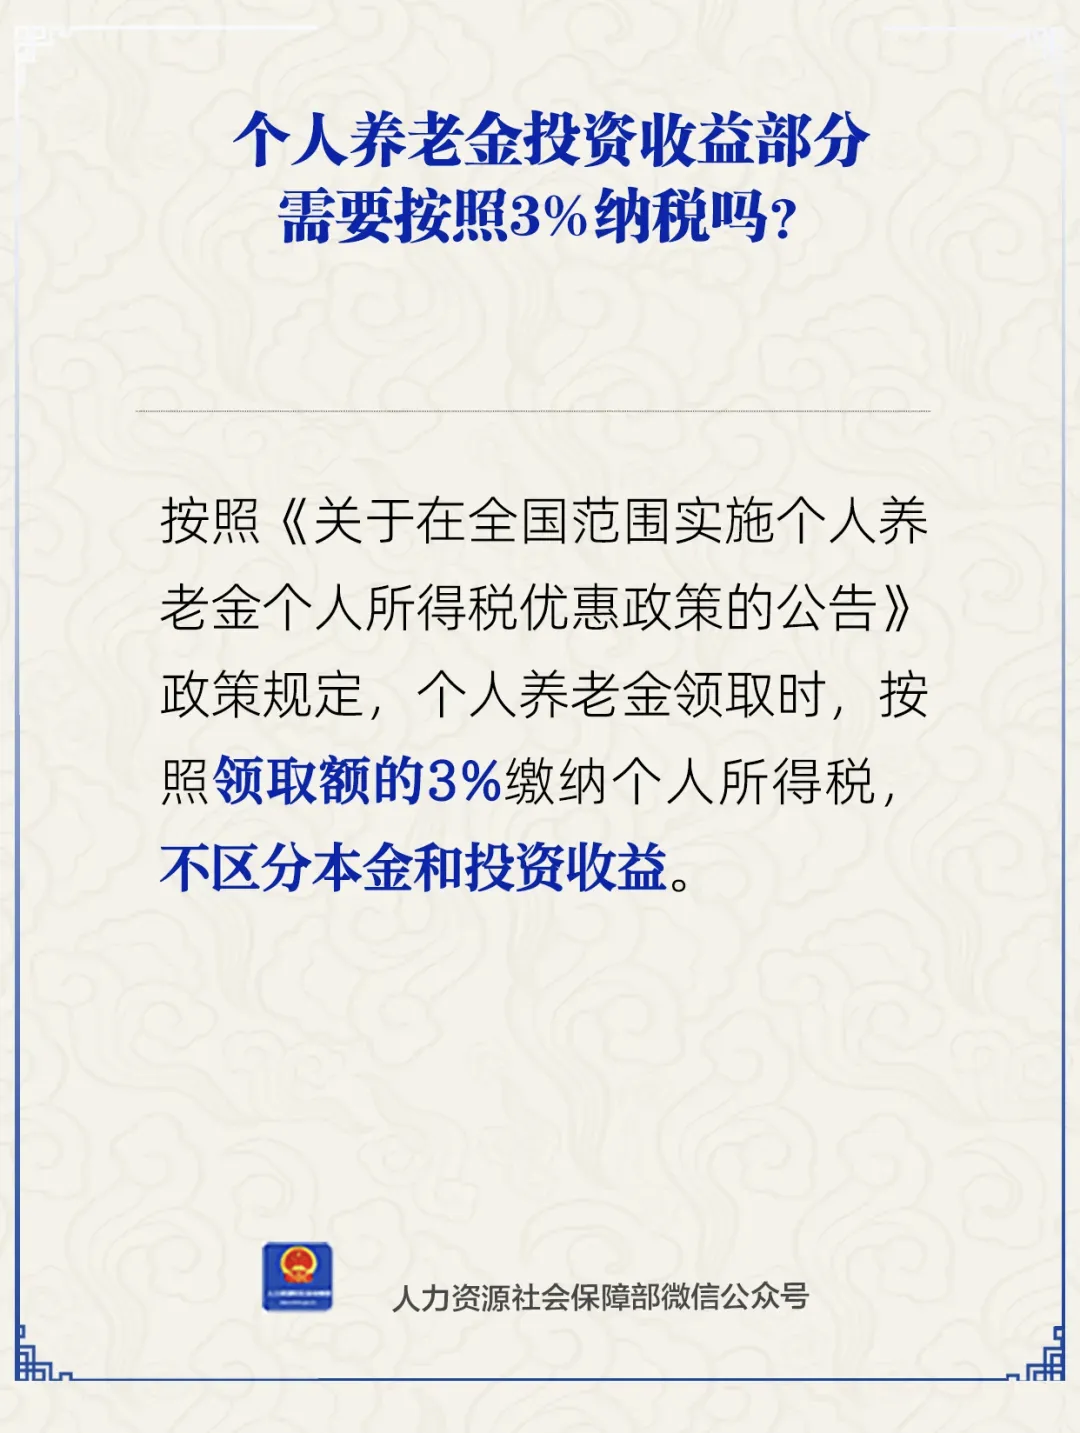 个人养老金投资收益部分
需要按照3%纳税吗？
按照《关于在全国范围实施个人养
老金个人所得税优惠政策的公告》
政策规定，个人养老金领取时，按
照领取额的3%缴纳个人所得税，
不区分本金和投资收益。
人力资源社会保障部微信公众号